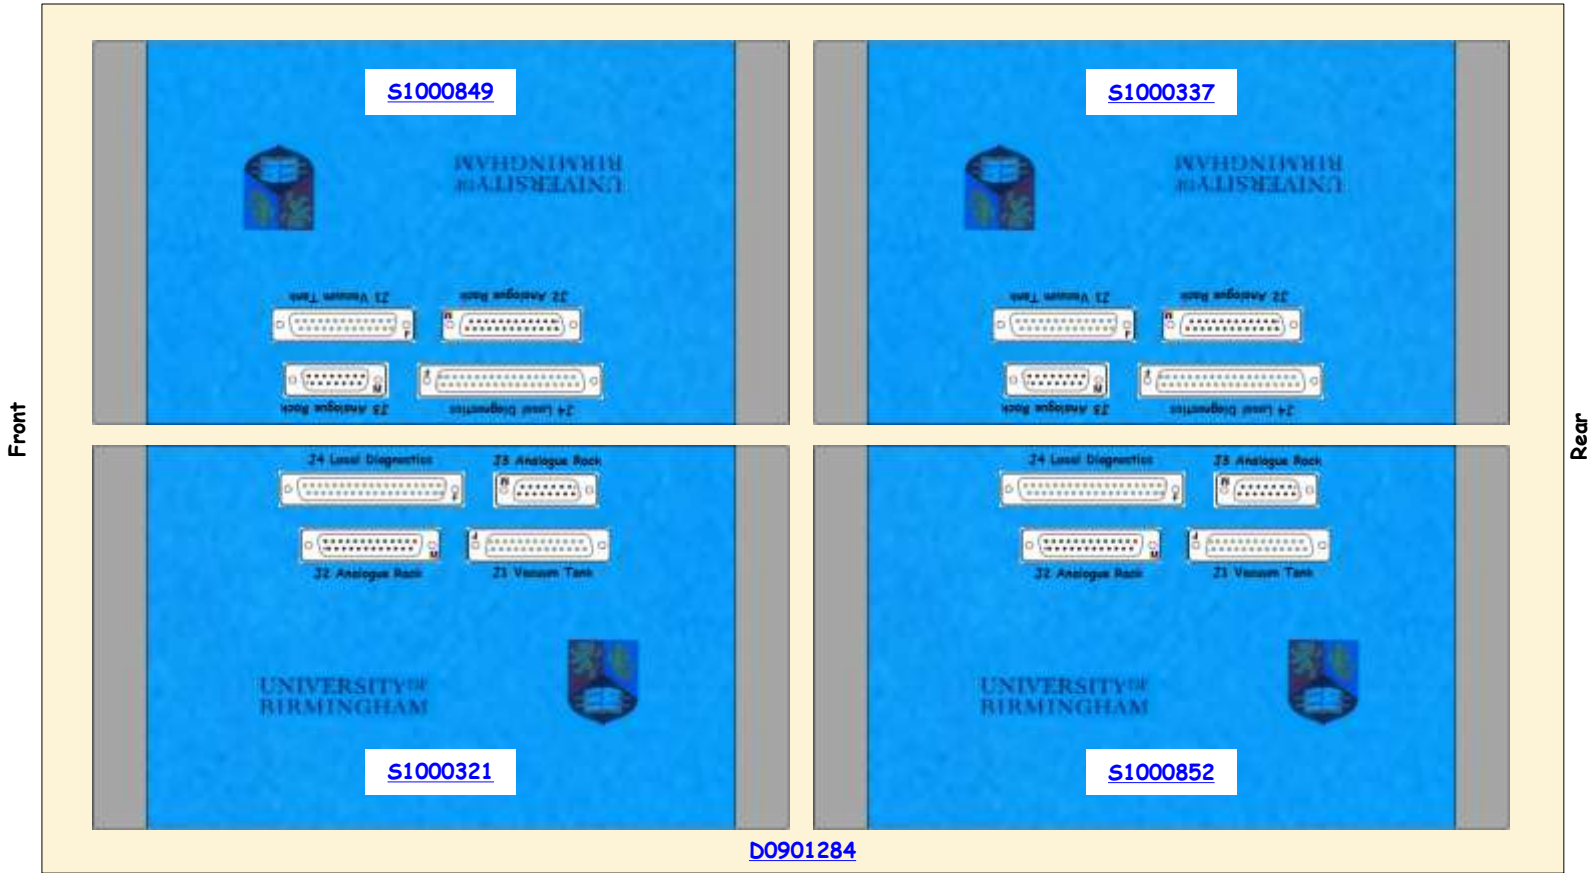 S1000849
S1000337
UNIVERSITY OF
BIRMINGHAM
UNIVERSITY OF
BIRMINGHAM
J1 Vacuum Tank
J2 Analogue Rack
J1 Vacuum Tank
J2 Analogue Rack
F
M
F
M
F
M
F
M
J3 Analogue Rack
J4 Local Diagnostics
J3 Analogue Rack
J4 Local Diagnostics
Front
Rear
J4 Local Diagnostics
J3 Analogue Rack
J4 Local Diagnostics
J3 Analogue Rack
F
M
F
M
M
F
M
F
J2 Analogue Rack
J1 Vacuum Tank
J2 Analogue Rack
J1 Vacuum Tank
UNIVERSITY OF
BIRMINGHAM
UNIVERSITY OF
BIRMINGHAM
S1000321
S1000852
D0901284